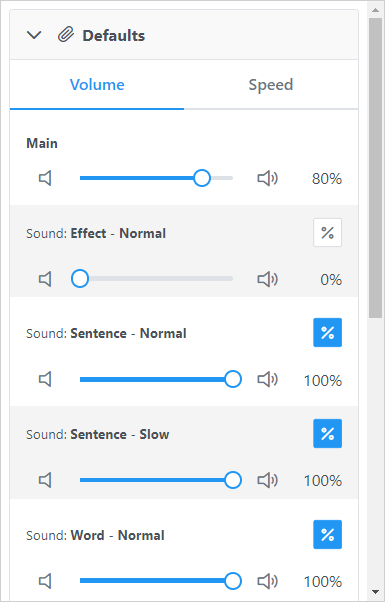 Defaults
Volume Speed
Main
80%
Sound: Effect - Normal %
0%
Sound: Sentence - Normal %
100%
Sound: Sentence - Slow %
100%
Sound: Word - Normal %
100%